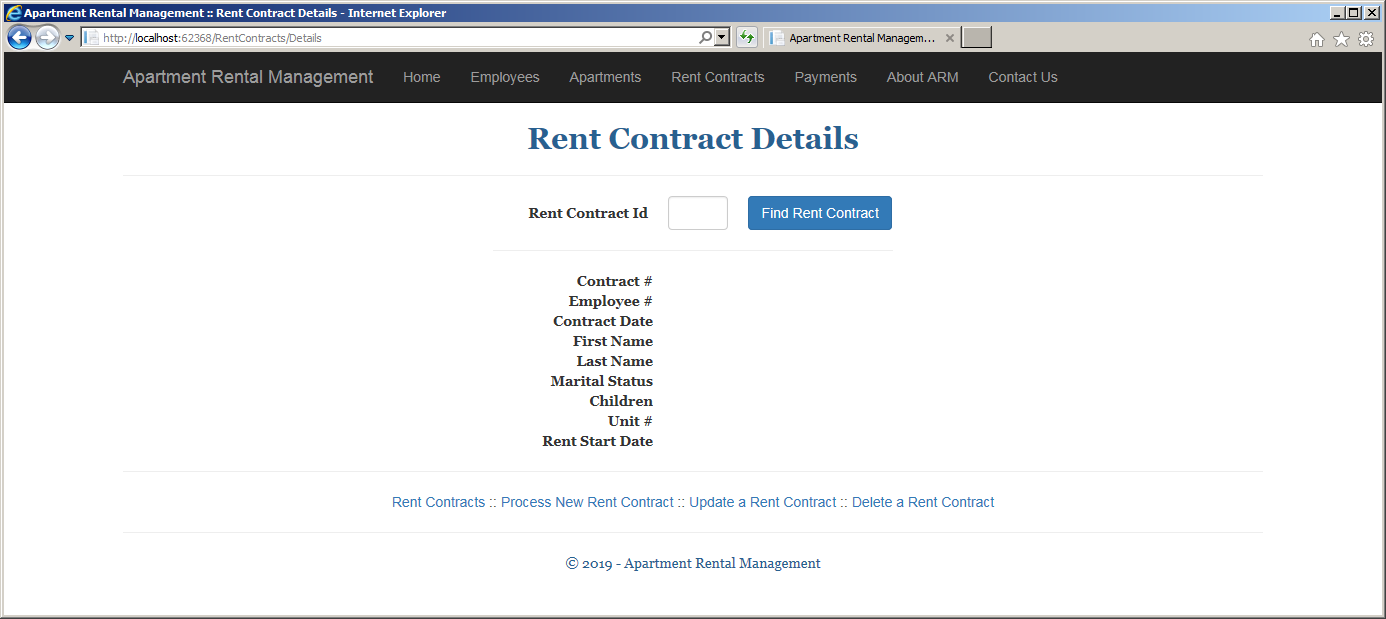 Apartment Rental Management :: Rent Contract Details - Internet Explorer
http://localhost:62368/RentContracts/Details
Apartment Rental Managem...
Apartment Rental Management Home Employees Apartments Rent Contracts Payments About ARM Contact Us
Rent Contract Details
Rent Contract Id Find Rent Contract
Contract #
Employee #
Contract Date
First Name
Last Name
Marital Status
Children
Unit #
Rent Start Date
Rent Contracts :: Process New Rent Contract :: Update a Rent Contract :: Delete a Rent Contract
© 2019 - Apartment Rental Management